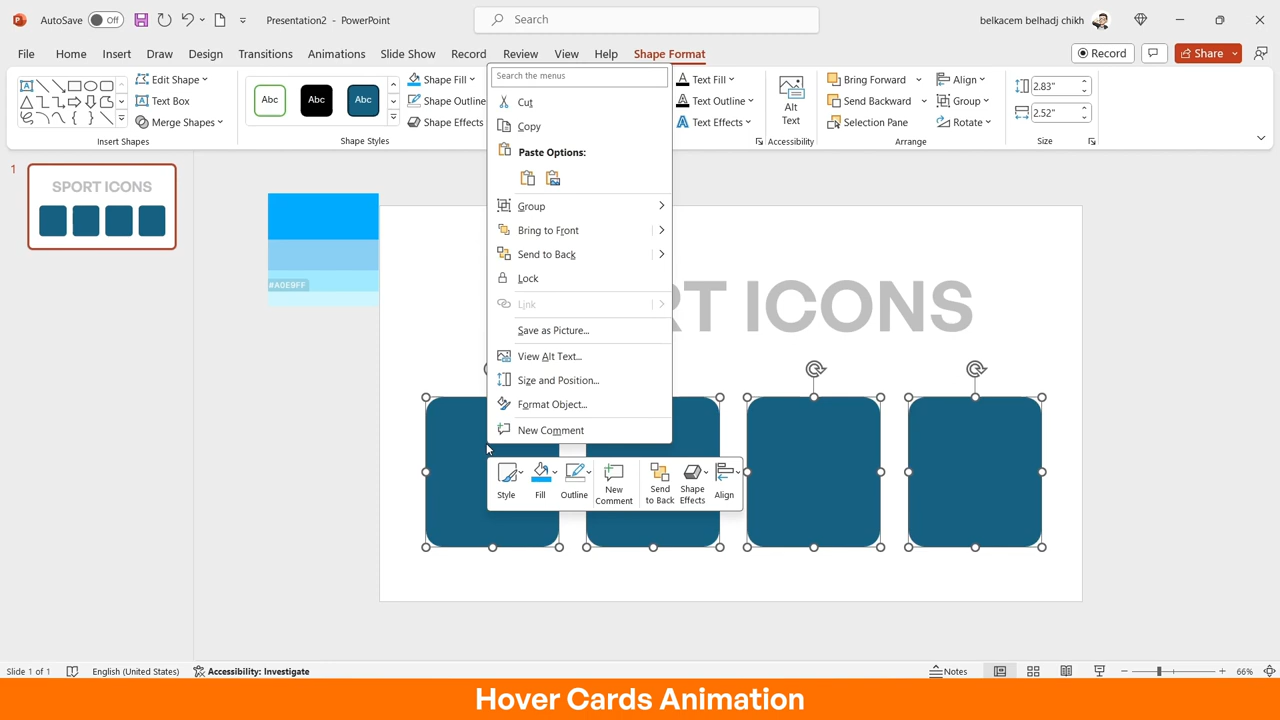 AutoSave
Off
Presentation2 - PowerPoint
Search
belkacem belhadj chikh
File
Home
Insert
Draw
Design
Transitions
Animations
Slide Show
Record
Review
View
Help
Shape Format
Record
Share
Edit Shape
Text Box
Merge Shapes
Insert Shapes
Abc
Abc
Abc
Shape Styles
Shape Fill
Shape Outline
Shape Effects
Text Fill
Text Outline
Text Effects
Alt
Text
Accessibility
Bring Forward
Send Backward
Selection Pane
Align
Group
Rotate
Arrange
2.83"
2.52"
Size
Search the menus
Cut
Copy
Paste Options:
Group
Bring to Front
Send to Back
Lock
Link
Save as Picture...
View Alt Text...
Size and Position...
Format Object...
New Comment
Style
Fill
Outline
New
Comment
Send
to Back
Shape
Effects
Align
1
SPORT ICONS
#A0E9FF
RT ICONS
Slide 1 of 1
English (United States)
Accessibility: Investigate
Notes
66%
Hover Cards Animation